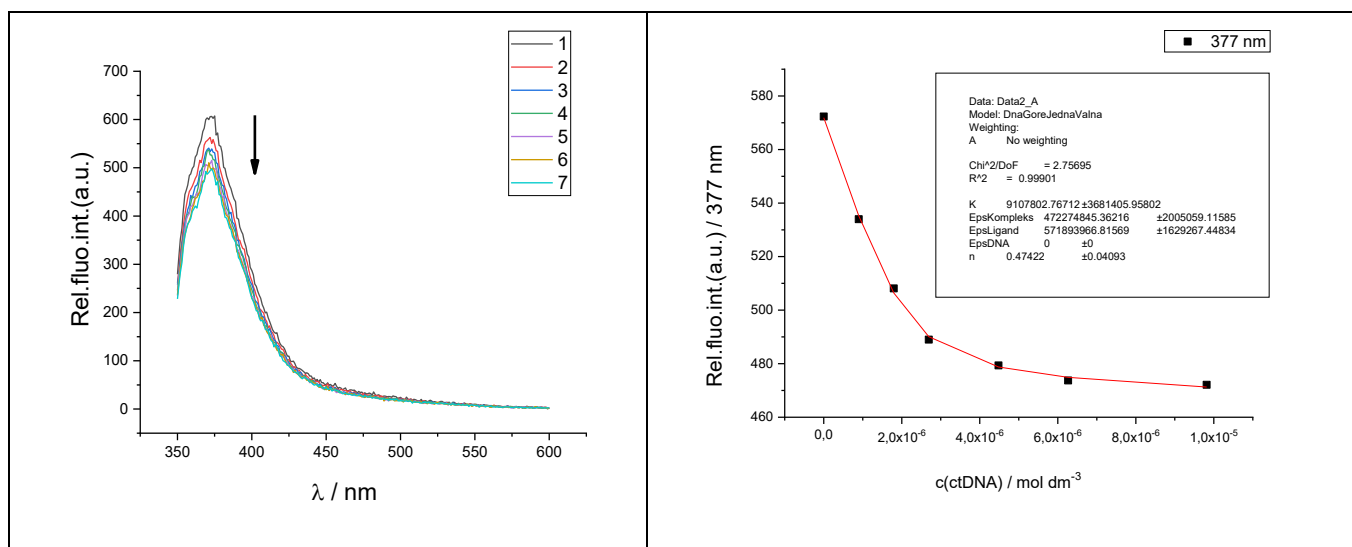 1
2
3
4
5
6
7
700
600
500
400
300
200
100
0
Rel.fluo.int.(a.u.)
350 400 450 500 550 600
λ / nm
377 nm
Data: Data2_A
Model: DnaGoreJednaValna
Weighting:
A No weighting
Chi^2/DoF = 2.75695
R^2 = 0.99901
K 9107802.76712 ±3681405.95802
EpsKompleks 472274845.36216 ±2005059.11585
EpsLigand 571893966.81569 ±1629267.44834
EpsDNA 0 ±0
n 0.47422 ±0.04093
580
560
540
520
500
480
460
Rel.fluo.int.(a.u.) / 377 nm
0,0 2,0x10⁻⁶ 4,0x10⁻⁶ 6,0x10⁻⁶ 8,0x10⁻⁶ 1,0x10⁻⁵
c(ctDNA) / mol dm⁻³